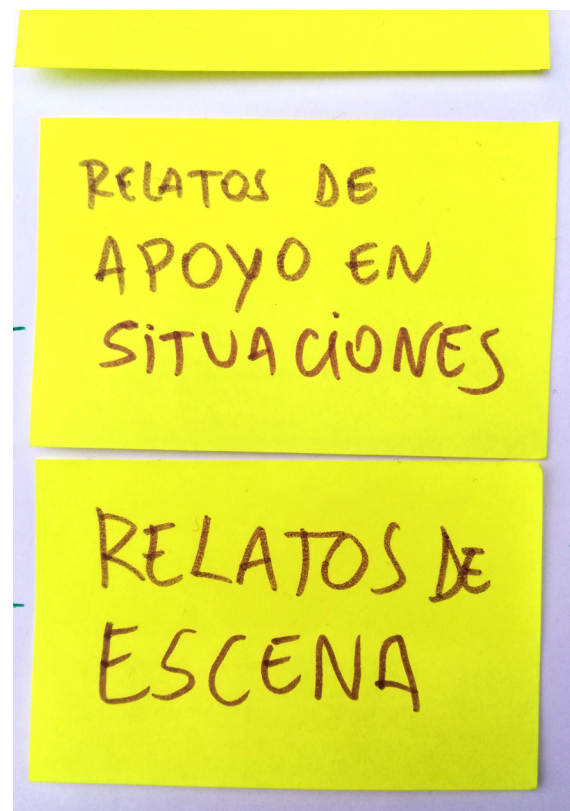 RELATOS DE
APOYO EN
SITUACIONES
RELATOS DE
ESCENA